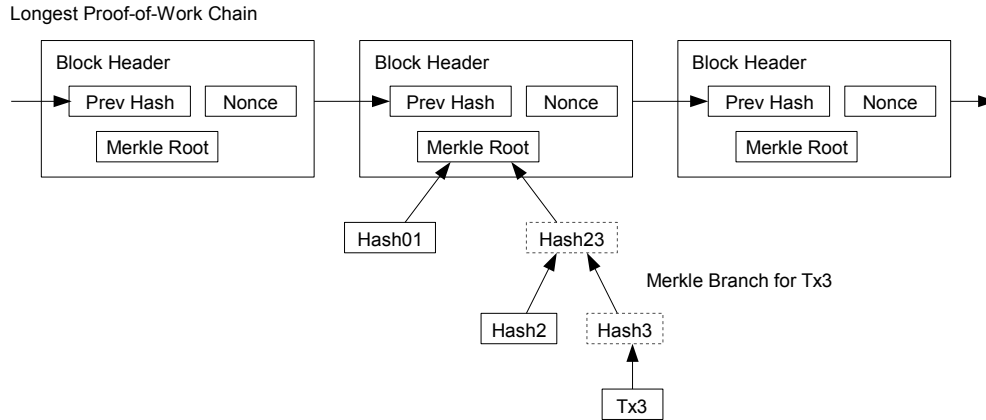 Longest Proof-of-Work Chain
Block Header
Block Header
Block Header
Prev Hash
Nonce
Prev Hash
Nonce
Prev Hash
Nonce
Merkle Root
Merkle Root
Merkle Root
Hash01
Hash23
Merkle Branch for Tx3
Hash2
Hash3
Tx3